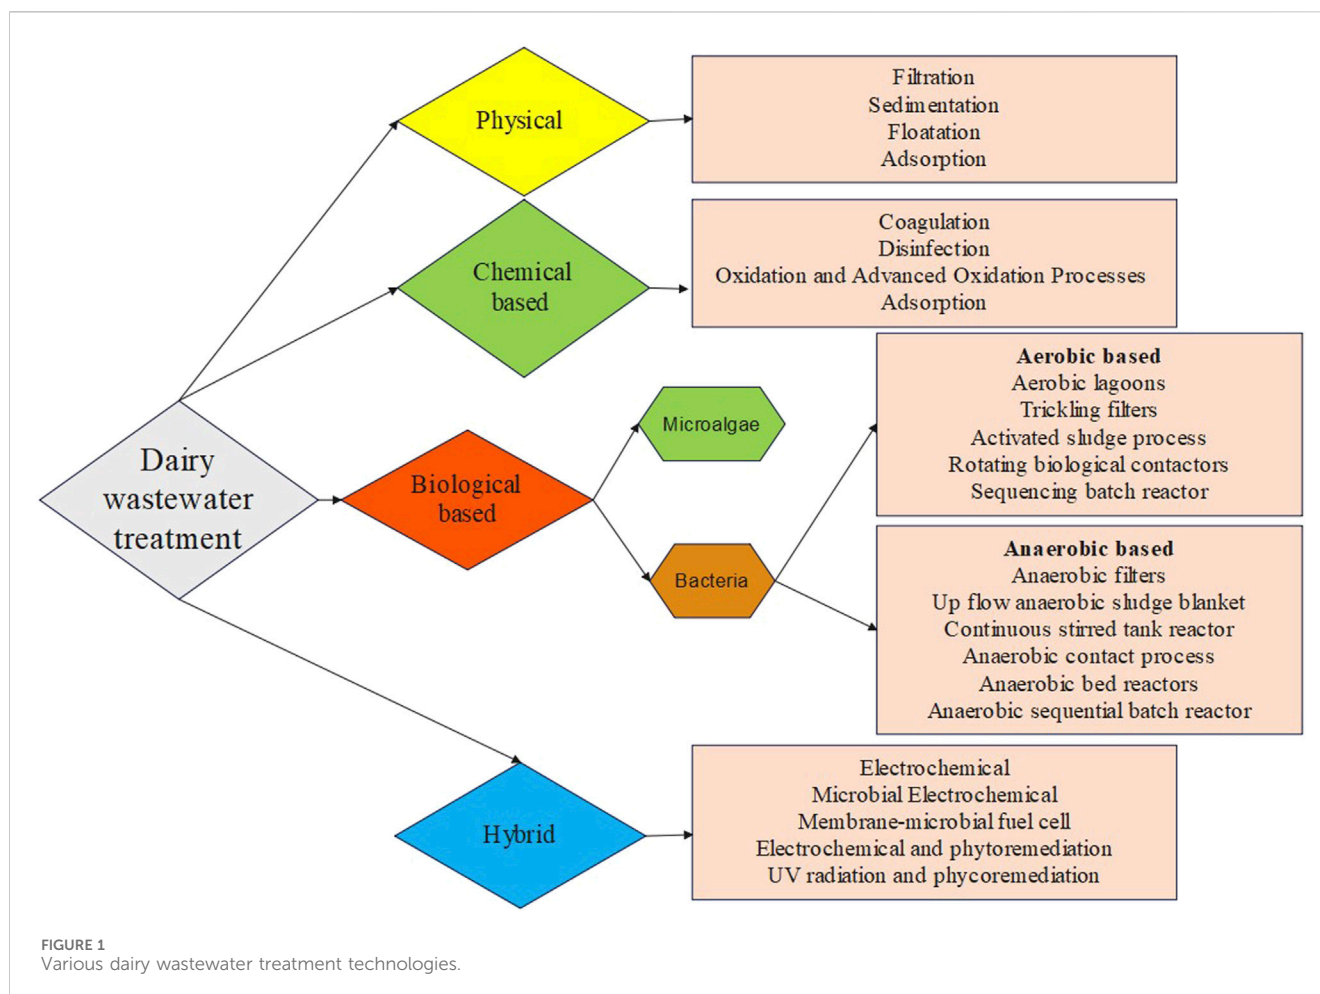 Physical
Filtration
Sedimentation
Floatation
Adsorption
Chemical
based
Coagulation
Disinfection
Oxidation and Advanced Oxidation Processes
Adsorption
Dairy
wastewater
treatment
Biological
based
Microalgae
Bacteria
Aerobic based
Aerobic lagoons
Trickling filters
Activated sludge process
Rotating biological contactors
Sequencing batch reactor
Anaerobic based
Anaerobic filters
Up flow anaerobic sludge blanket
Continuous stirred tank reactor
Anaerobic contact process
Anaerobic bed reactors
Anaerobic sequential batch reactor
Hybrid
Electrochemical
Microbial Electrochemical
Membrane-microbial fuel cell
Electrochemical and phytoremediation
UV radiation and phycoremediation
FIGURE 1
Various dairy wastewater treatment technologies.